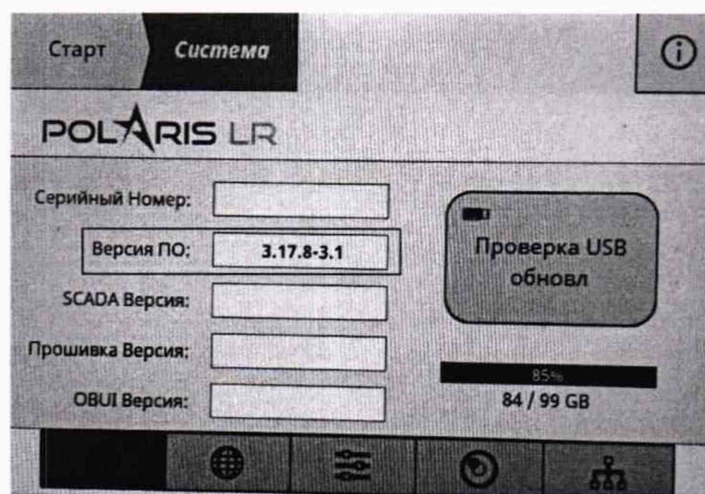 Старт
Система
POLARIS LR
Серийный Номер:
Версия ПО: 3.17.8-3.1
SCADA Версия:
Прошивка Версия:
OBUI Версия:
Проверка USB
обновл
85%
84 / 99 GB